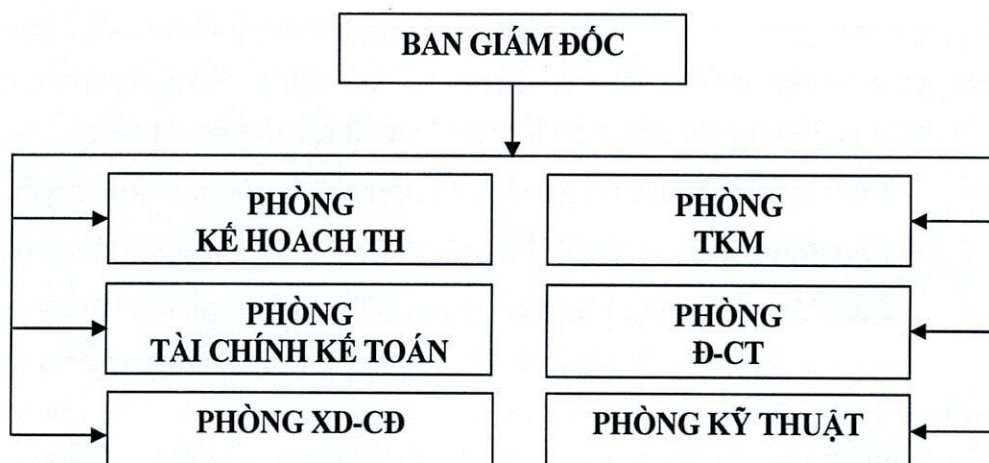 BAN GIÁM ĐỐC
PHÒNG
KẾ HOACH TH
PHÒNG
TKM
PHÒNG
TÀI CHÍNH KẾ TOÁN
PHÒNG
Đ-CT
PHÒNG XD-CĐ
PHÒNG KỸ THUẬT